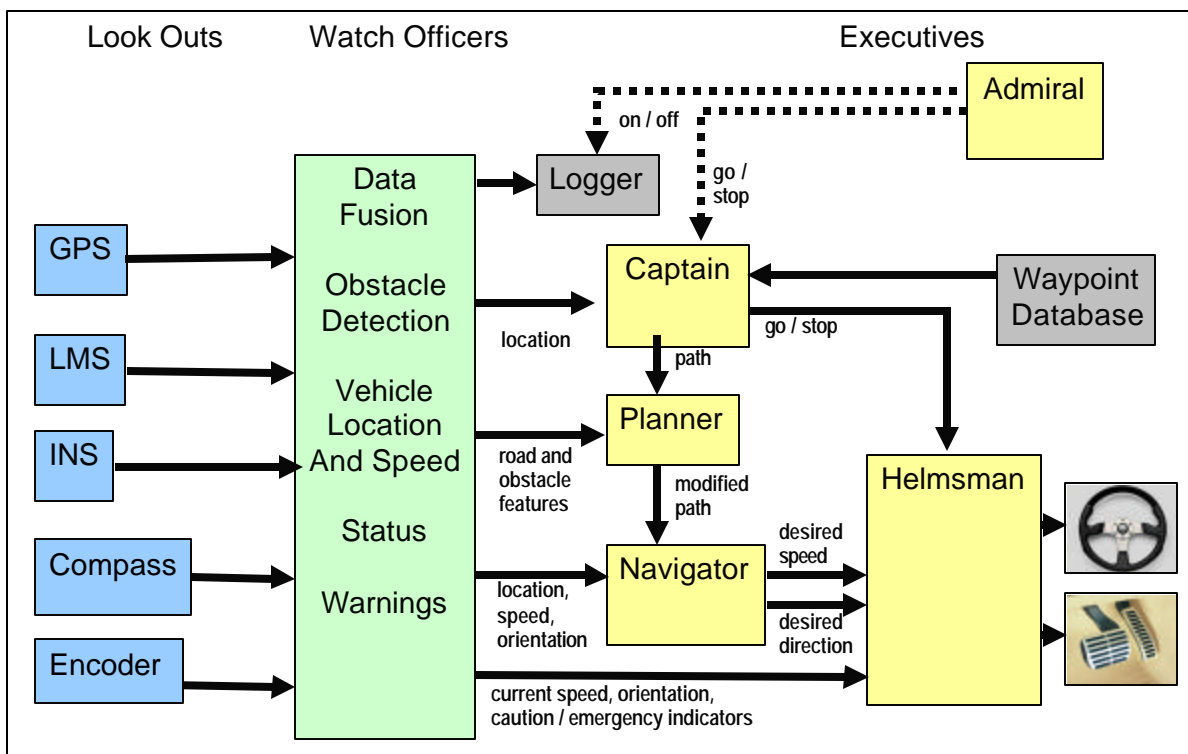 Look Outs
Watch Officers
Executives
Admiral
on / off
Logger
go /
stop
Data
Fusion
GPS
Captain
Waypoint
Database
Obstacle
Detection
location
go / stop
LMS
path
Vehicle
Location
And Speed
Planner
INS
road and
obstacle
features
modified
path
Helmsman
Status
desired
speed
Compass
Navigator
Warnings
location,
speed,
orientation
desired
direction
Encoder
current speed, orientation,
caution / emergency indicators